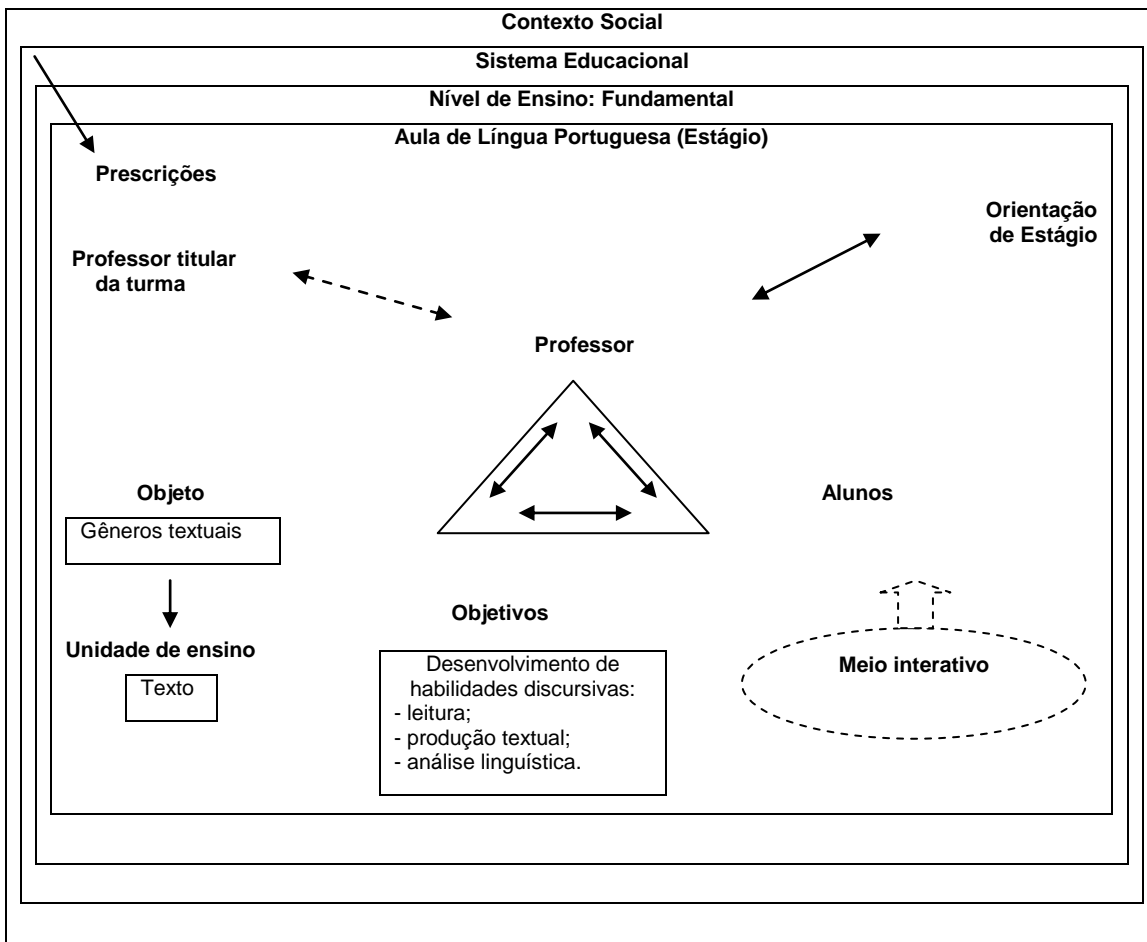 Contexto Social
Sistema Educacional
Nível de Ensino: Fundamental
Aula de Língua Portuguesa (Estágio)
Prescrições
Orientação
de Estágio
Professor titular
da turma
Professor
Objeto
Alunos
Gêneros textuais
Objetivos
Unidade de ensino
Texto
Desenvolvimento de
habilidades discursivas:
- leitura;
- produção textual;
- análise linguística.
Meio interativo